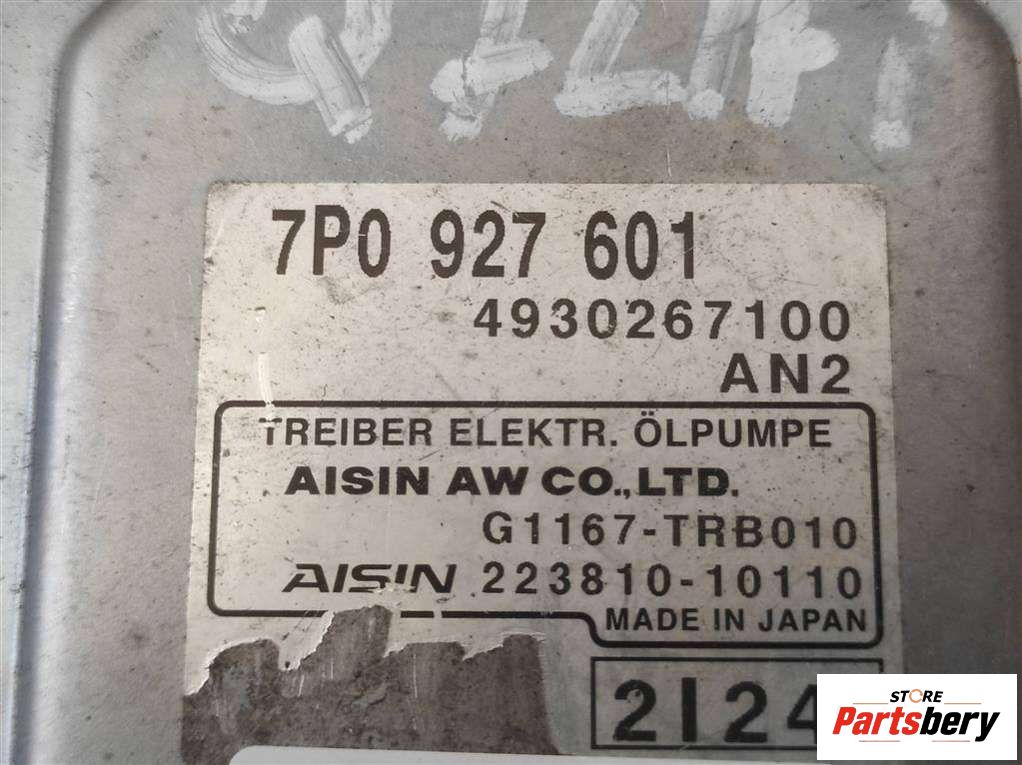 7P0 927 601
4930267100
AN2
TREIBER ELEKTR. ÖLPUMPE
AISIN AW CO.,LTD.
G1167-TRB010
AISIN 223810-10110
MADE IN JAPAN
2124
STORE
Partsbery